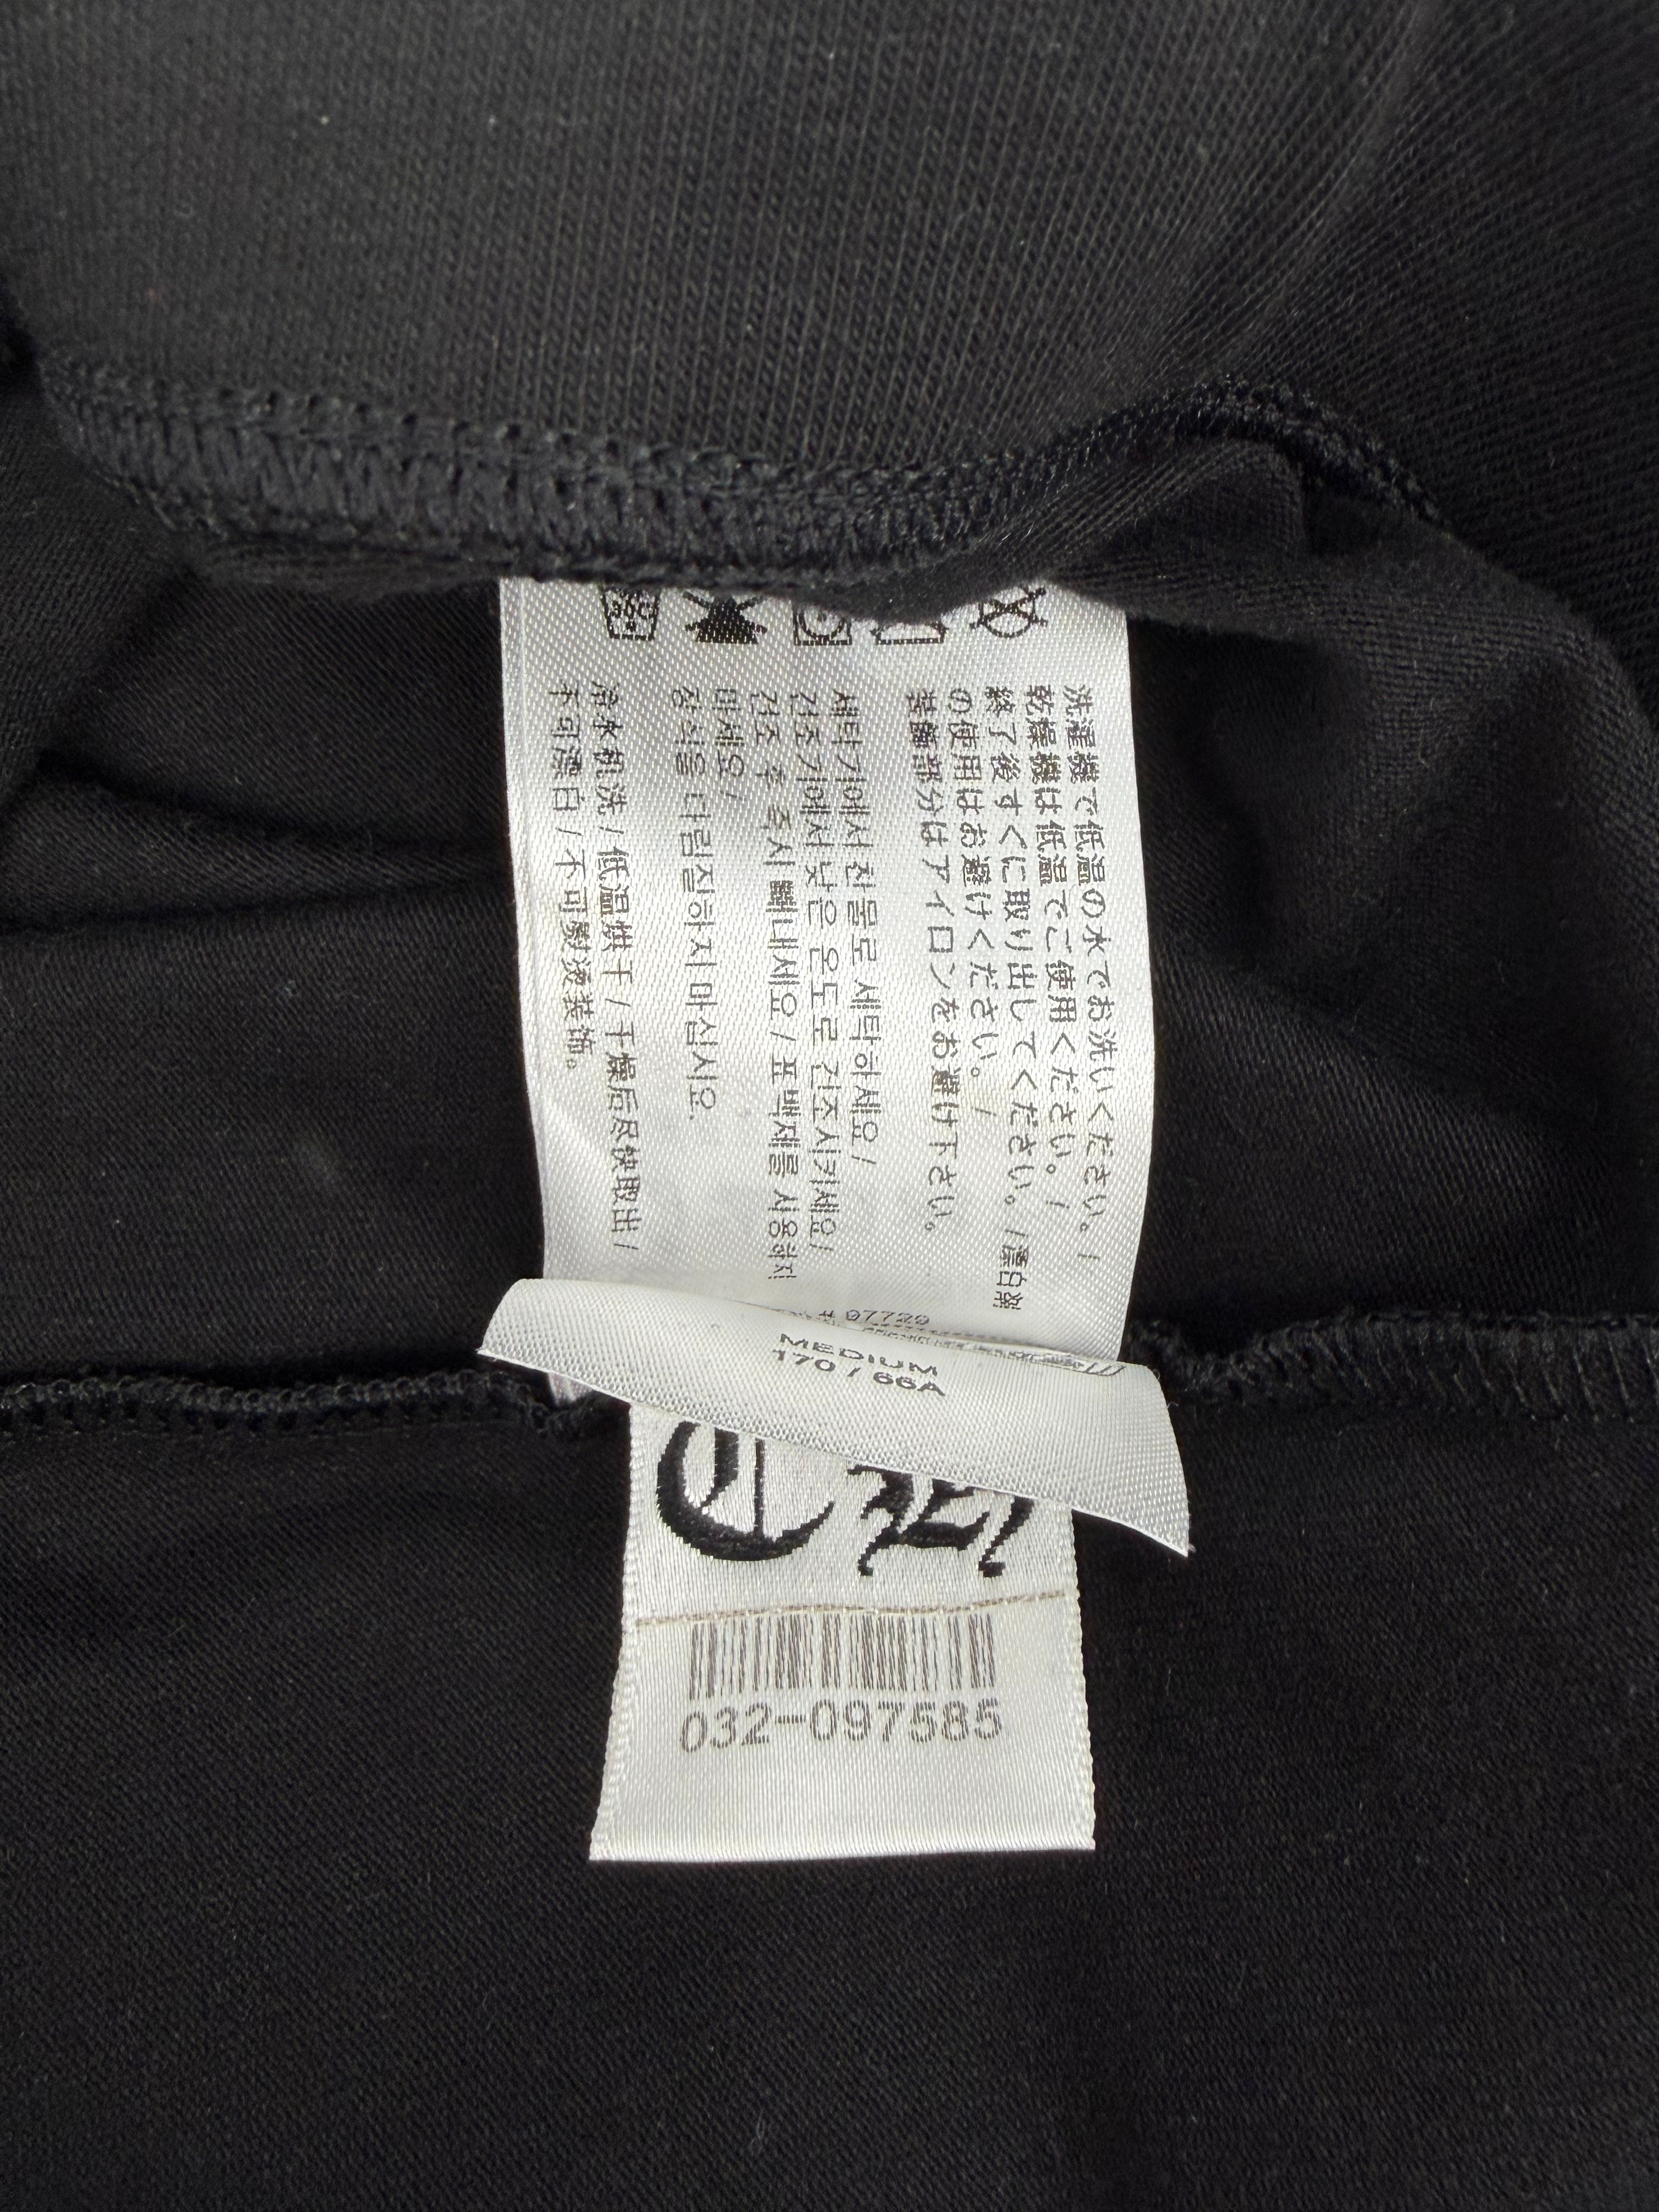 洗濯機で低温の水でお洗いください。/
乾燥機は低温でご使用ください。/
終了後すぐに取り出してください。/漂白剤
の使用はお避けください。/
装飾部分はアイロンをお避け下さい。
세탁기에서 찬물로 세탁하세요/
건조기에서 낮은 온도로 건조시키세요/
건조 후 즉시 빼내세요/ 표백제를 사용하지
마세요/
장식을 다림질하지 마십시요.
冷水机洗/低温烘干/干燥后尽快取出/
不可漂白/不可熨烫装饰。
# 07720
MEDIUM
170 / 66A
032-097585